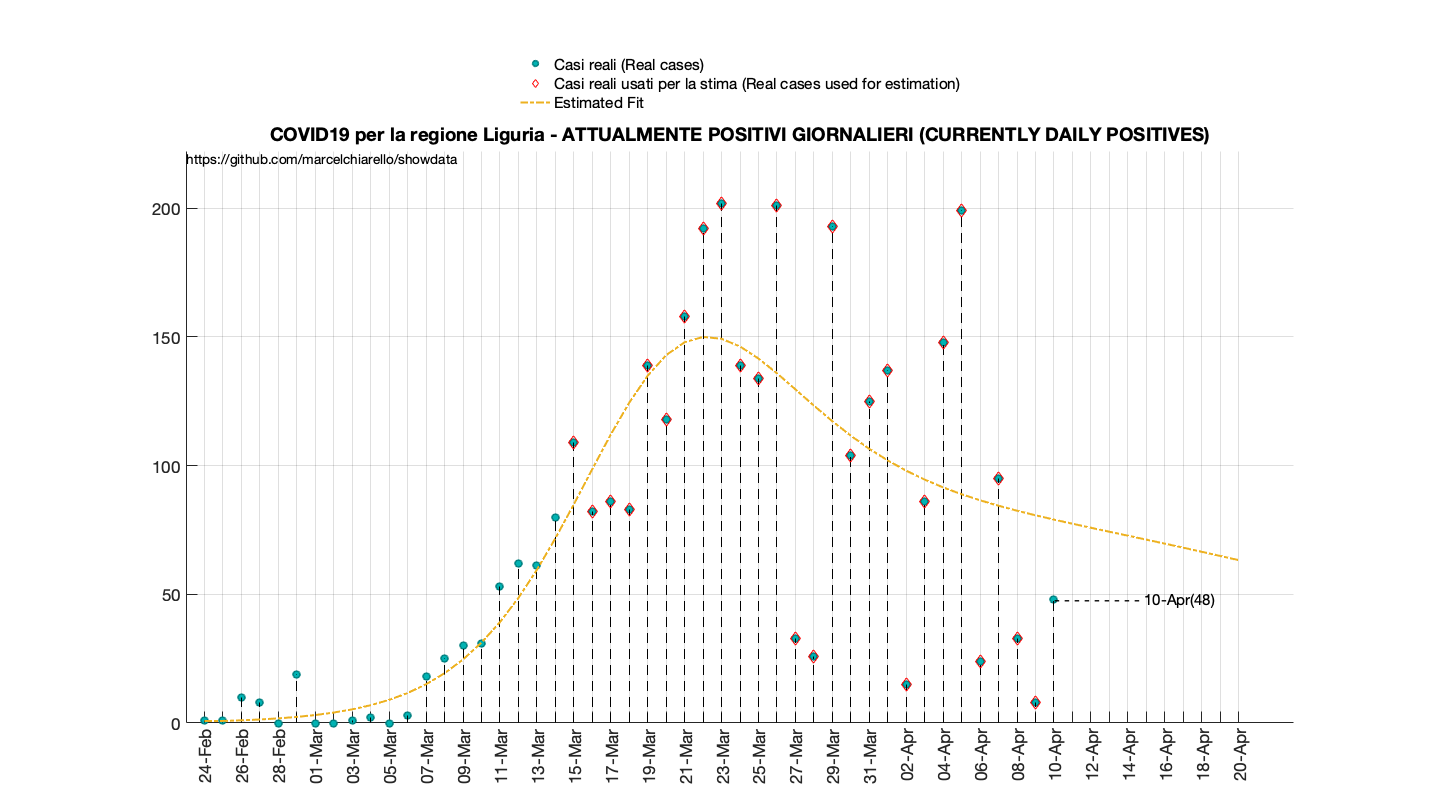 Casi reali (Real cases)
Casi reali usati per la stima (Real cases used for estimation)
Estimated Fit
COVID19 per la regione Liguria - ATTUALMENTE POSITIVI GIORNALIERI (CURRENTLY DAILY POSITIVES)
https://github.com/marcelchiarello/showdata
200
150
100
50
0
10-Apr(48)
24-Feb
26-Feb
28-Feb
01-Mar
03-Mar
05-Mar
07-Mar
09-Mar
11-Mar
13-Mar
15-Mar
17-Mar
19-Mar
21-Mar
23-Mar
25-Mar
27-Mar
29-Mar
31-Mar
02-Apr
04-Apr
06-Apr
08-Apr
10-Apr
12-Apr
14-Apr
16-Apr
18-Apr
20-Apr